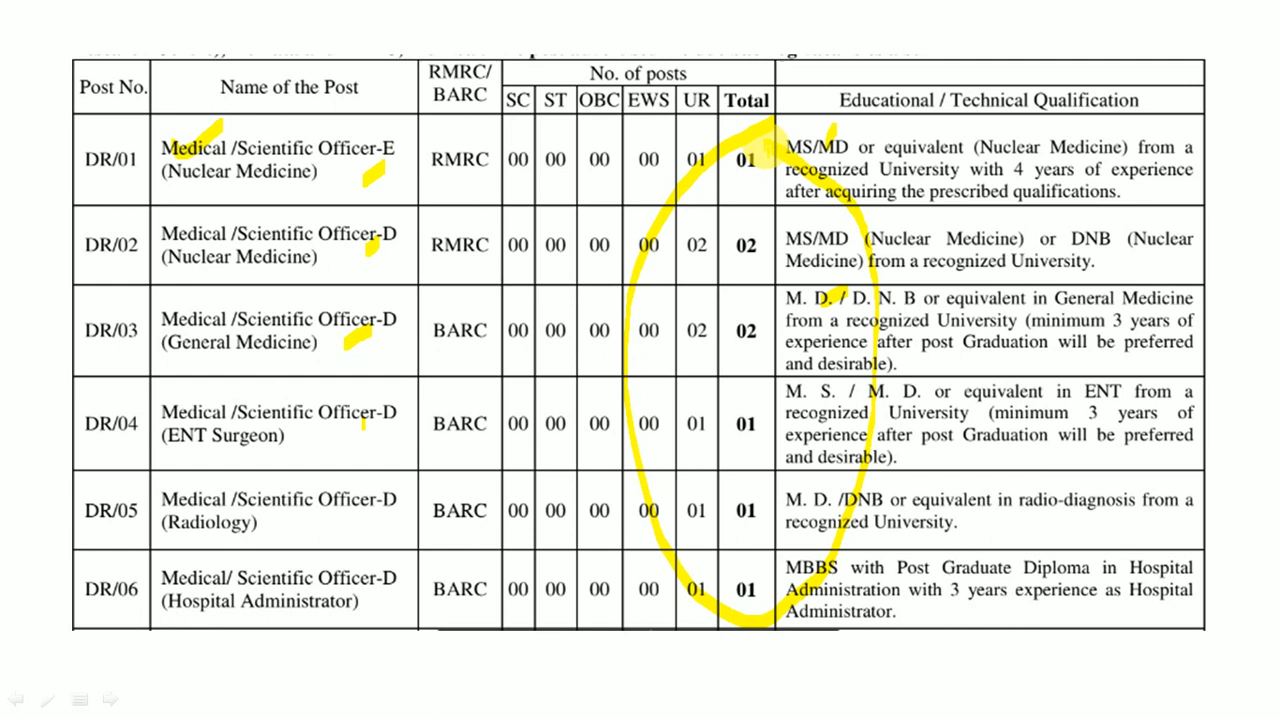 Post No. Name of the Post RMRC/ BARC No. of posts
SC ST OBC EWS UR Total Educational / Technical Qualification
DR/01 Medical /Scientific Officer-E (Nuclear Medicine) RMRC 00 00 00 00 01 01 MS/MD or equivalent (Nuclear Medicine) from a
recognized University with 4 years of experience
after acquiring the prescribed qualifications.
DR/02 Medical /Scientific Officer-D (Nuclear Medicine) RMRC 00 00 00 00 02 02 MS/MD (Nuclear Medicine) or DNB (Nuclear
Medicine) from a recognized University.
DR/03 Medical /Scientific Officer-D (General Medicine) BARC 00 00 00 00 02 02 M. D. / D. N. B or equivalent in General Medicine
from a recognized University (minimum 3 years of
experience after post Graduation will be preferred
and desirable).
DR/04 Medical /Scientific Officer-D (ENT Surgeon) BARC 00 00 00 00 01 01 M. S. / M. D. or equivalent in ENT from a
recognized University (minimum 3 years of
experience after post Graduation will be preferred
and desirable).
DR/05 Medical /Scientific Officer-D (Radiology) BARC 00 00 00 00 01 01 M. D. /DNB or equivalent in radio-diagnosis from a
recognized University.
DR/06 Medical/ Scientific Officer-D (Hospital Administrator) BARC 00 00 00 00 01 01 MBBS with Post Graduate Diploma in Hospital
Administration with 3 years experience as Hospital
Administrator.